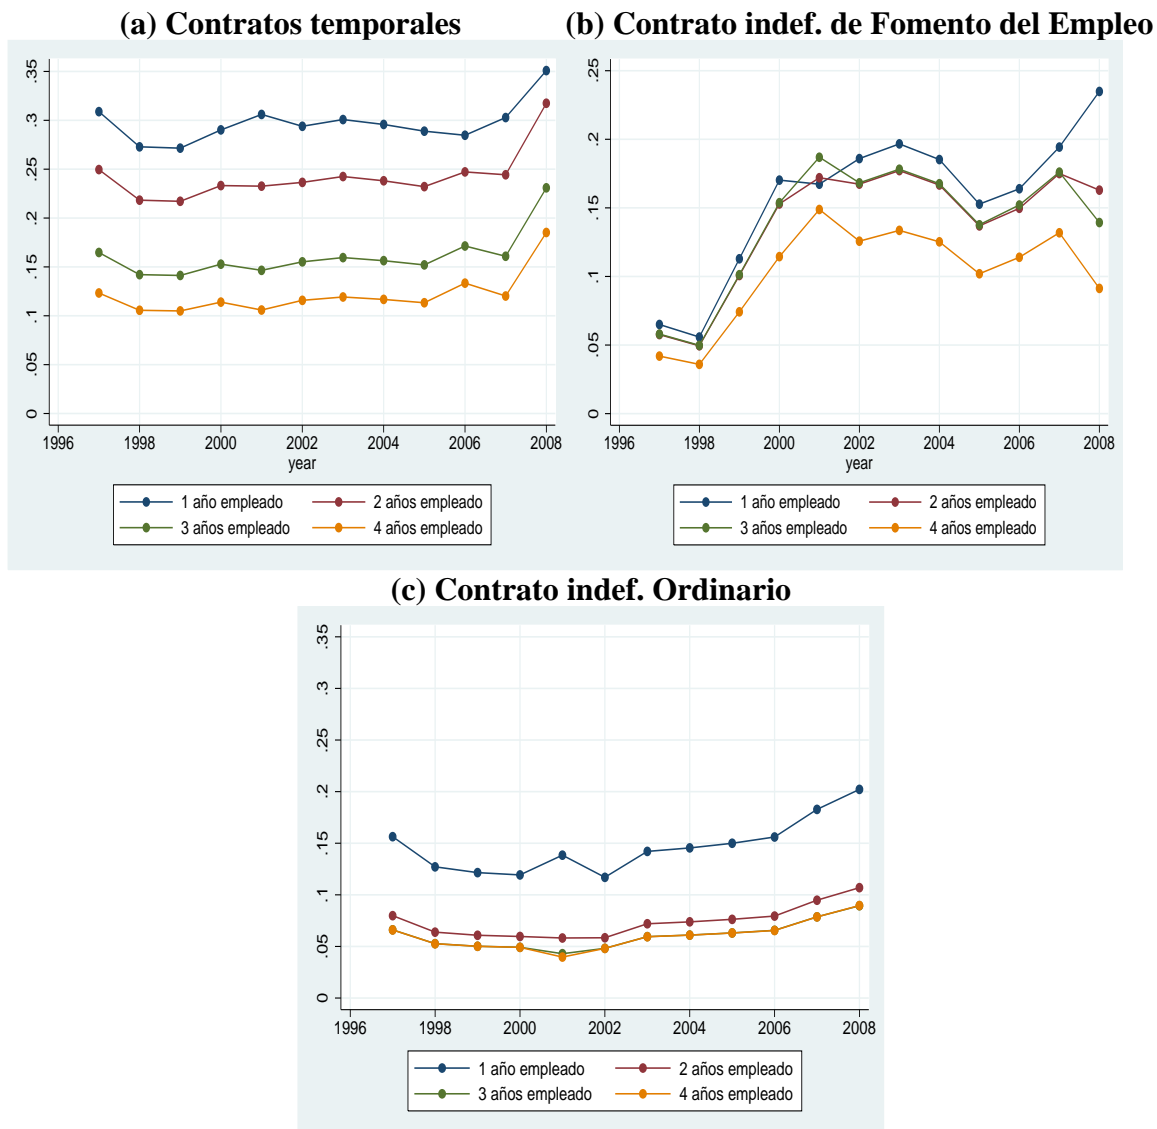 (a) Contratos temporales
.35
.3
.25
.2
.15
.1
.05
0
1996 1998 2000 2002 2004 2006 2008
year
1 año empleado 2 años empleado
3 años empleado 4 años empleado
(b) Contrato indef. de Fomento del Empleo
.25
.2
.15
.1
.05
0
1996 1998 2000 2002 2004 2006 2008
year
1 año empleado 2 años empleado
3 años empleado 4 años empleado
(c) Contrato indef. Ordinario
.35
.3
.25
.2
.15
.1
.05
0
1996 1998 2000 2002 2004 2006 2008
1 año empleado 2 años empleado
3 años empleado 4 años empleado